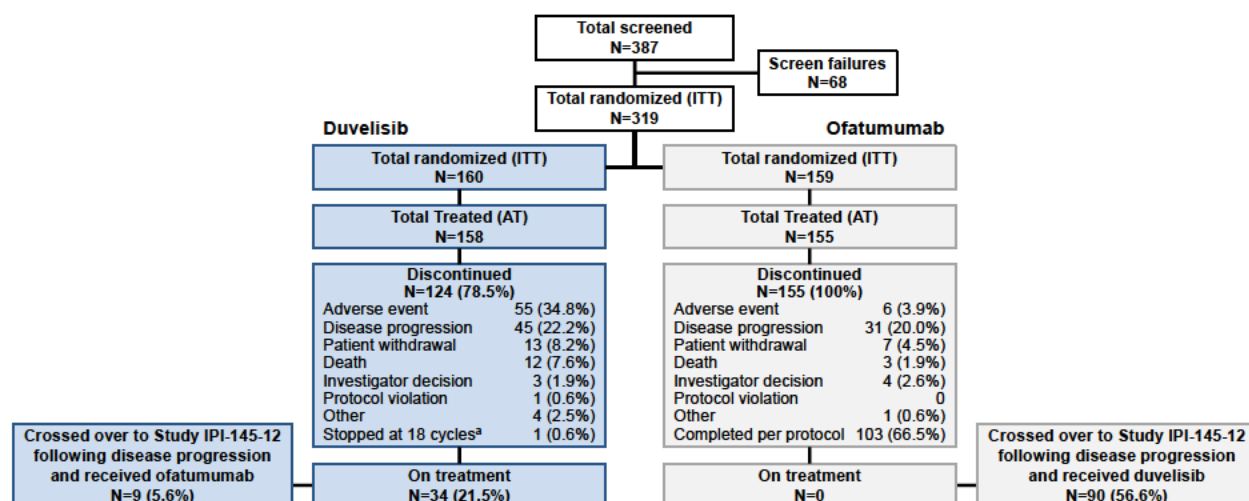 Total screened
N=387
Screen failures
N=68
Total randomized (ITT)
N=319
Duvelisib
Ofatumumab
Total randomized (ITT)
N=160
Total randomized (ITT)
N=159
Total Treated (AT)
N=158
Total Treated (AT)
N=155
Discontinued
N=124 (78.5%)
Adverse event 55 (34.8%)
Disease progression 45 (22.2%)
Patient withdrawal 13 (8.2%)
Death 12 (7.6%)
Investigator decision 3 (1.9%)
Protocol violation 1 (0.6%)
Other 4 (2.5%)
Stopped at 18 cyclesª 1 (0.6%)
Discontinued
N=155 (100%)
Adverse event 6 (3.9%)
Disease progression 31 (20.0%)
Patient withdrawal 7 (4.5%)
Death 3 (1.9%)
Investigator decision 4 (2.6%)
Protocol violation 0
Other 1 (0.6%)
Completed per protocol 103 (66.5%)
Crossed over to Study IPI-145-12
following disease progression
and received ofatumumab
N=9 (5.6%)
On treatment
N=34 (21.5%)
On treatment
N=0
Crossed over to Study IPI-145-12
following disease progression
and received duvelisib
N=90 (56.6%)